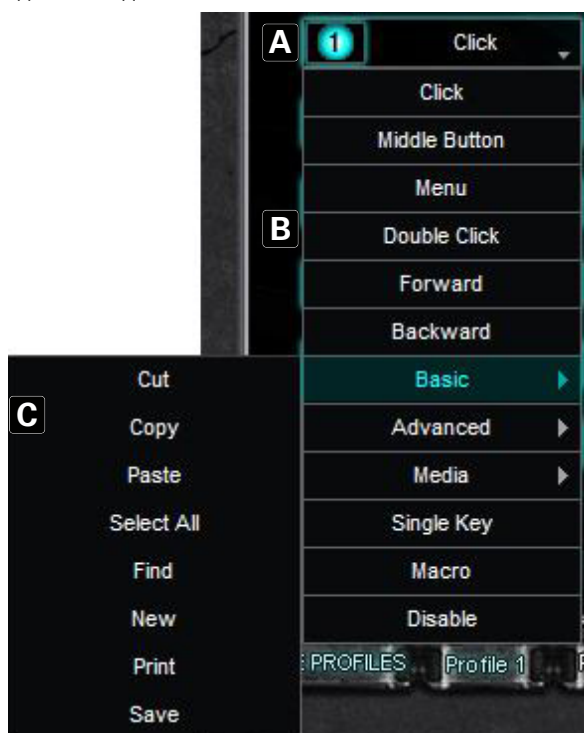 A 1 Click
Click
Middle Button
Menu
B
Double Click
Forward
Backward
Basic
Advanced
Media
Single Key
Macro
Disable
C
Cut
Copy
Paste
Select All
Find
New
Print
Save
PROFILES Profile 1